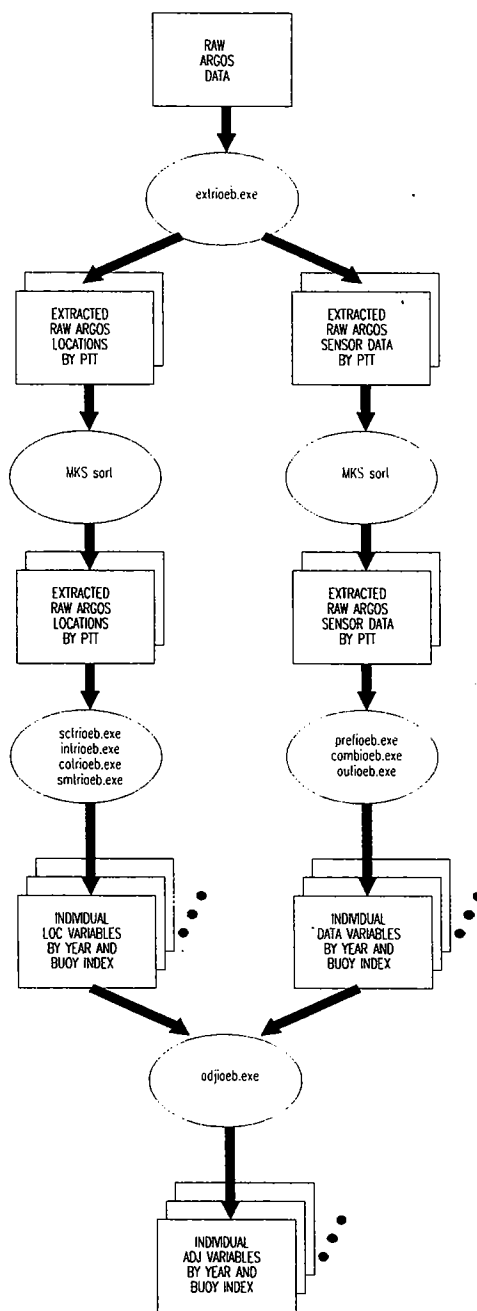 RAW
ARGOS
DATA
extrioeb.exe
EXTRACTED
RAW ARGOS
LOCATIONS
BY PTT
EXTRACTED
RAW ARGOS
SENSOR DATA
BY PTT
MKS sort
MKS sort
EXTRACTED
RAW ARGOS
LOCATIONS
BY PTT
EXTRACTED
RAW ARGOS
SENSOR DATA
BY PTT
sctrioeb.exe
intrioeb.exe
cotrioeb.exe
smtrioeb.exe
prefioeb.exe
combioeb.exe
outioeb.exe
INDIVIDUAL
LOC VARIABLES
BY YEAR AND
BUOY INDEX
INDIVIDUAL
DATA VARIABLES
BY YEAR AND
BUOY INDEX
adjioeb.exe
INDIVIDUAL
ADJ VARIABLES
BY YEAR AND
BUOY INDEX